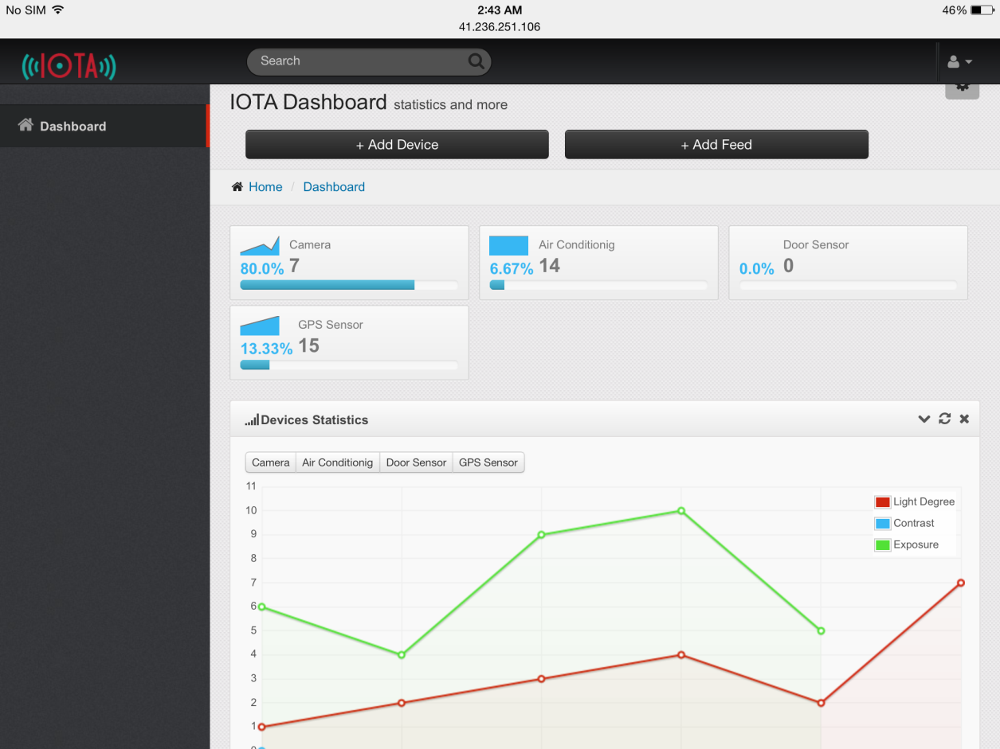 No SIM 2:43 AM 46%
41.236.251.106
IOTA
Search
IOTA Dashboard statistics and more
Dashboard
+ Add Device + Add Feed
Home / Dashboard
Camera
80.0% 7
Air Conditionig
6.67% 14
Door Sensor
0.0% 0
GPS Sensor
13.33% 15
Devices Statistics
Camera Air Conditionig Door Sensor GPS Sensor
11
10
9
8
7
6
5
4
3
2
1
0
Light Degree
Contrast
Exposure